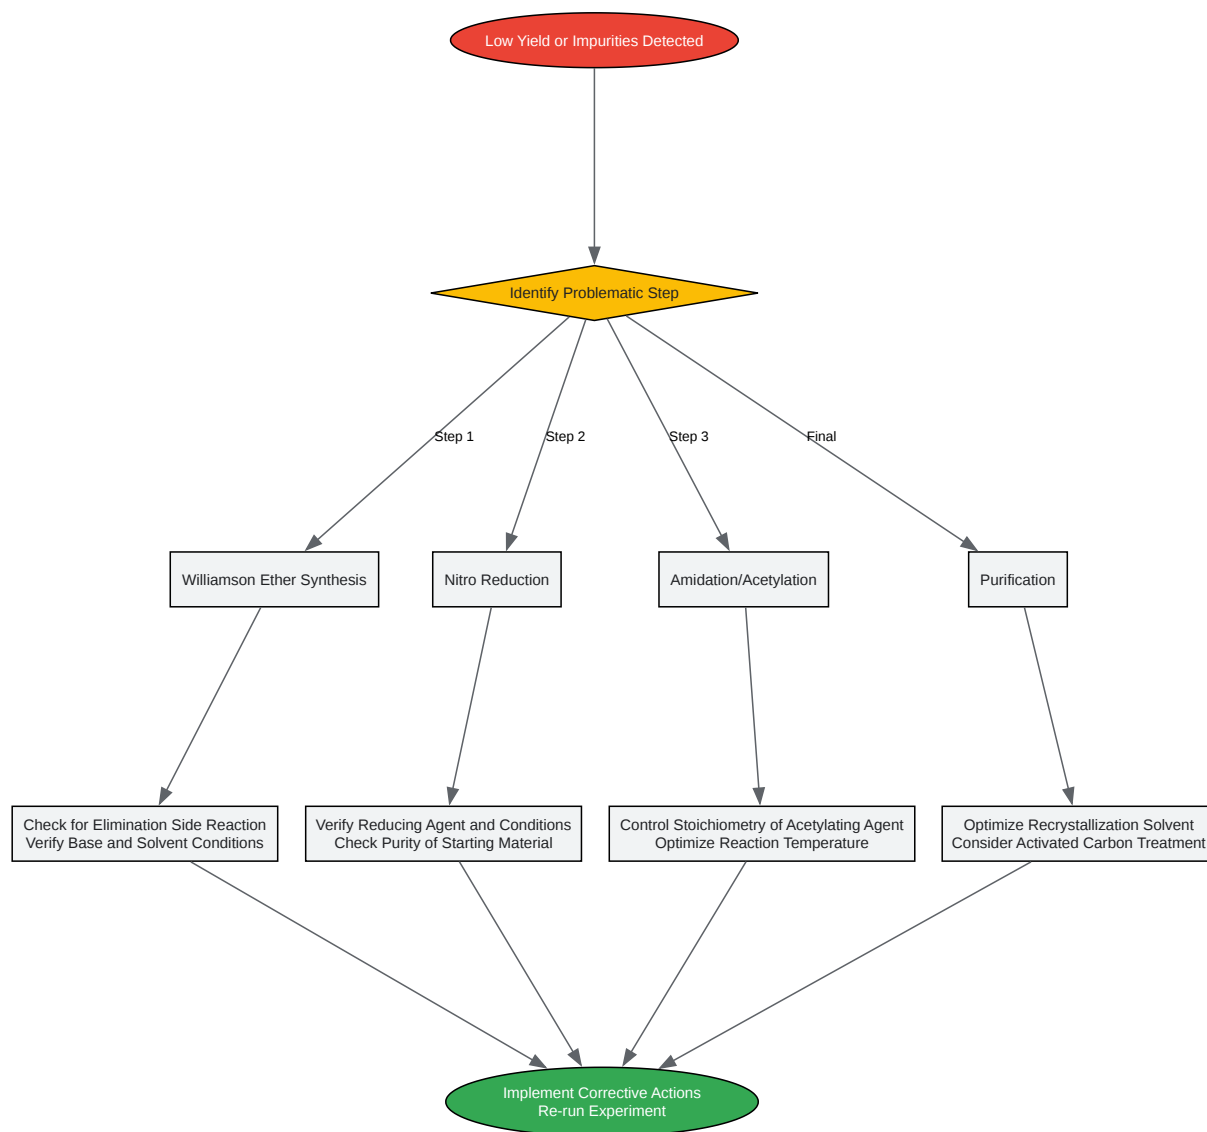 Low Yield or Impurities Detected
Identify Problematic Step
Step 1
Step 2
Step 3
Final
Williamson Ether Synthesis
Nitro Reduction
Amidation/Acetylation
Purification
Check for Elimination Side Reaction
Verify Base and Solvent Conditions
Verify Reducing Agent and Conditions
Check Purity of Starting Material
Control Stoichiometry of Acetylating Agent
Optimize Reaction Temperature
Optimize Recrystallization Solvent
Consider Activated Carbon Treatment
Implement Corrective Actions
Re-run Experiment